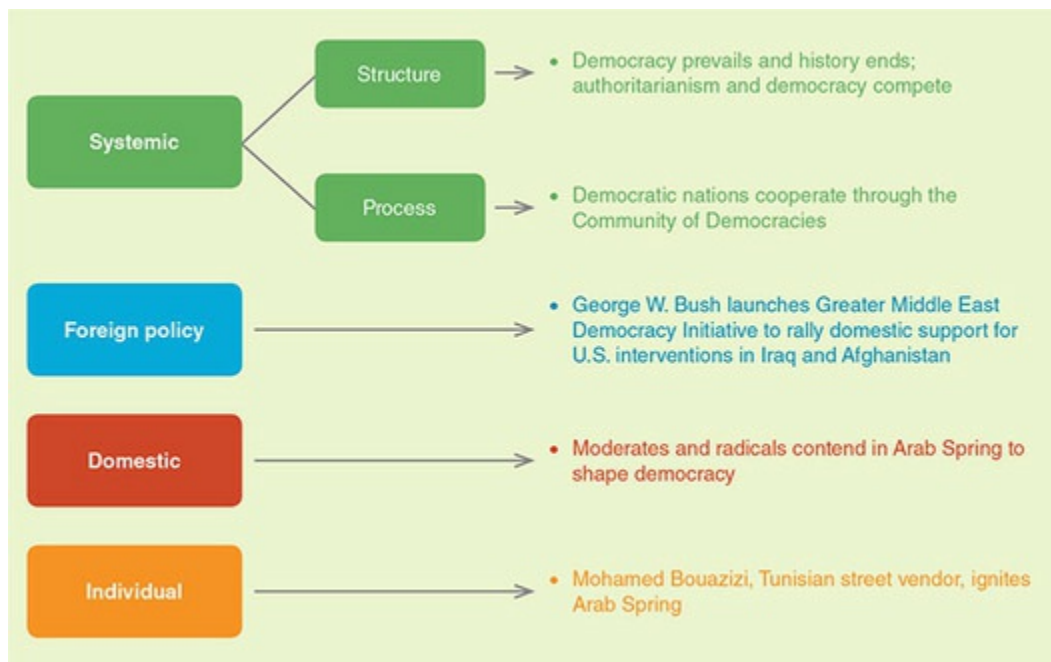 Systemic
Structure
• Democracy prevails and history ends;
authoritarianism and democracy compete
Process
• Democratic nations cooperate through the
Community of Democracies
Foreign policy
• George W. Bush launches Greater Middle East
Democracy Initiative to rally domestic support for
U.S. interventions in Iraq and Afghanistan
Domestic
• Moderates and radicals contend in Arab Spring to
shape democracy
Individual
• Mohamed Bouazizi, Tunisian street vendor, ignites
Arab Spring